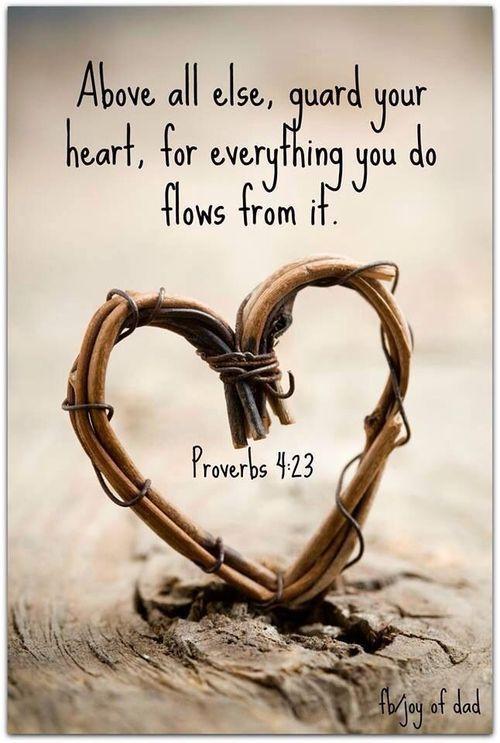 Above all else, guard your
heart, for everything you do
flows from it.
Proverbs 4:23
fb/joy of dad